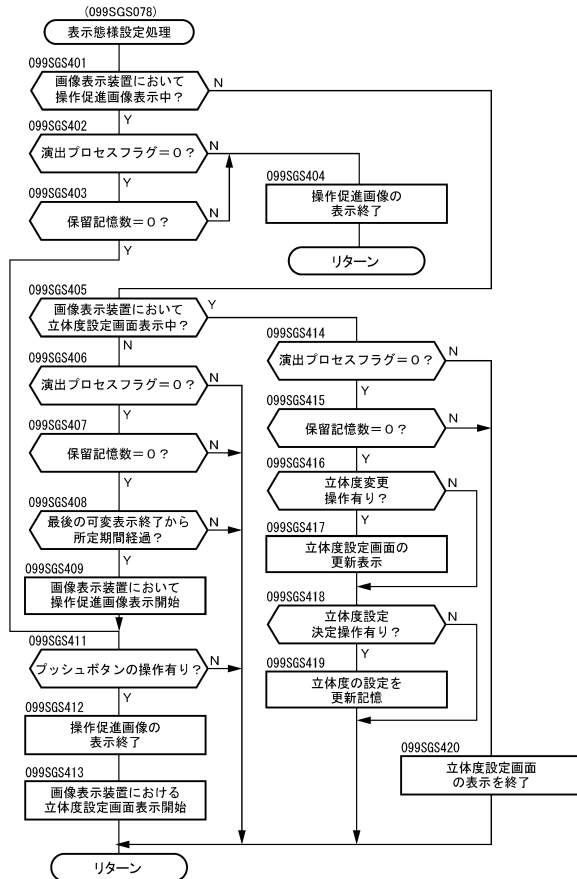 (099SGS078)
表示態様設定処理
099SGS401
画像表示装置において
操作促進画像表示中？
N
Y
099SGS402
演出プロセスフラグ＝０？
N
Y
099SGS403
保留記憶数＝０？
N
Y
099SGS404
操作促進画像の
表示終了
リターン
099SGS405
画像表示装置において
立体度設定画面表示中？
Y
N
099SGS406
演出プロセスフラグ＝０？
N
Y
099SGS407
保留記憶数＝０？
N
Y
099SGS408
最後の可変表示終了から
所定期間経過？
N
Y
099SGS409
画像表示装置において
操作促進画像表示開始
099SGS411
プッシュボタンの操作有り？
N
Y
099SGS412
操作促進画像の
表示終了
099SGS413
画像表示装置における
立体度設定画面表示開始
リターン
099SGS414
演出プロセスフラグ＝０？
N
Y
099SGS415
保留記憶数＝０？
N
Y
099SGS416
立体度変更
操作有り？
N
Y
099SGS417
立体度設定画面の
更新表示
099SGS418
立体度設定
決定操作有り？
N
Y
099SGS419
立体度の設定を
更新記憶
099SGS420
立体度設定画面
の表示を終了